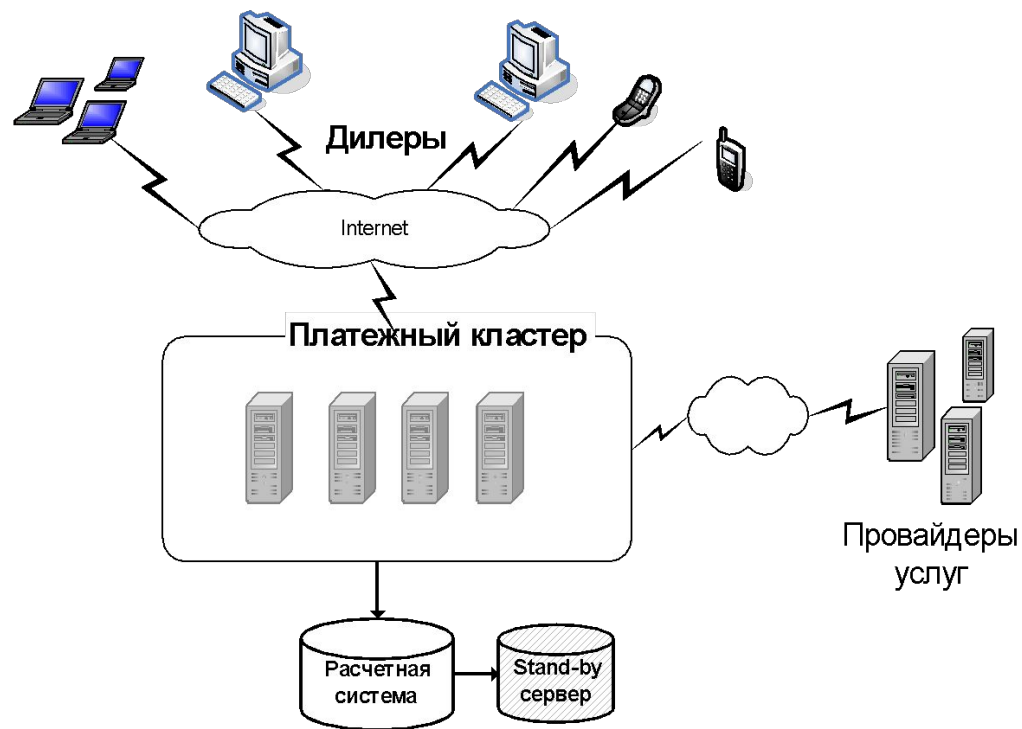 Дилеры
Internet
Платежный кластер
Провайдеры
услуг
Расчетная
система
Stand-by
сервер